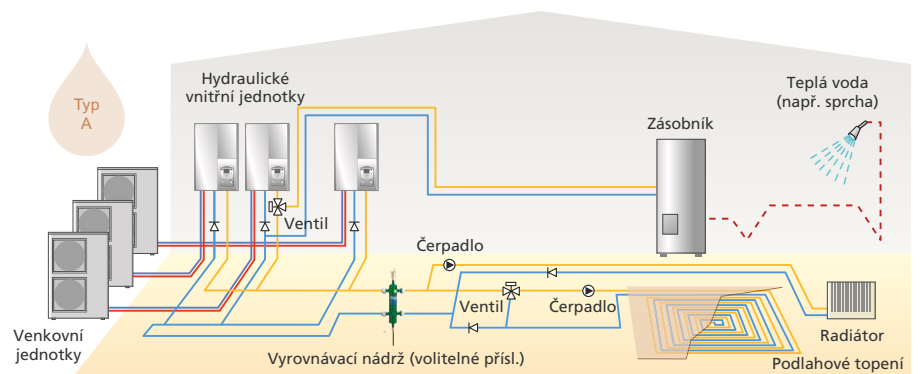 Typ
A
Hydraulické
vnitřní jednotky
Teplá voda
(např. sprcha)
Zásobník
Ventil
Čerpadlo
Ventil
Čerpadlo
Venkovní
jednotky
Vyrovnávací nádrž (volitelné přísl.)
Radiátor
Podlahové topení